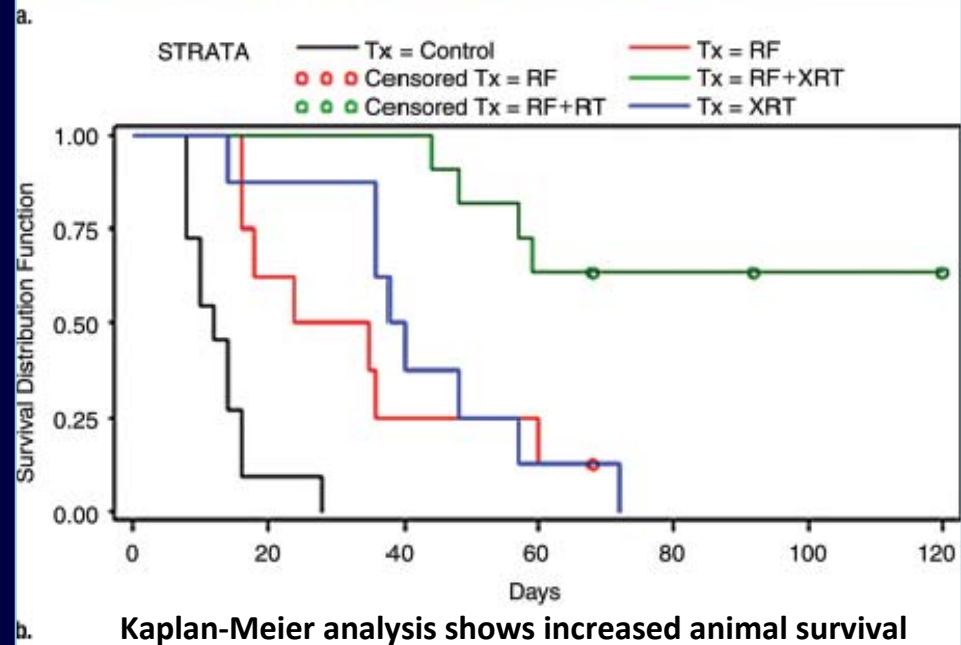 a.
STRATA
Tx = Control
Tx = RF
Censored Tx = RF
Tx = RF+XRT
Censored Tx = RF+RT
Tx = XRT
Survival Distribution Function
1.00
0.75
0.50
0.25
0.00
0 20 40 60 80 100 120
Days
b.
Kaplan-Meier analysis shows increased animal survival